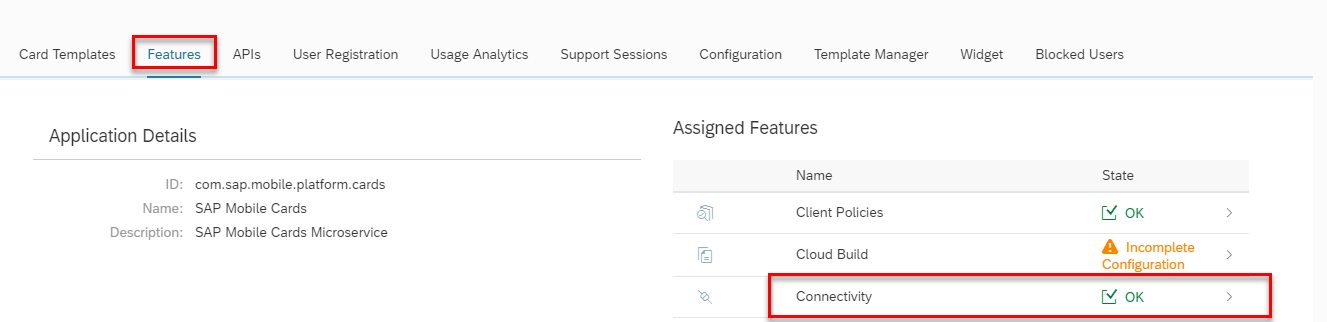 Card Templates Features APIs User Registration Usage Analytics Support Sessions Configuration Template Manager Widget Blocked Users
Application Details
ID: com.sap.mobile.platform.cards
Name: SAP Mobile Cards
Description: SAP Mobile Cards Microservice
Assigned Features
Name State
Client Policies OK
Cloud Build Incomplete
Configuration
Connectivity OK